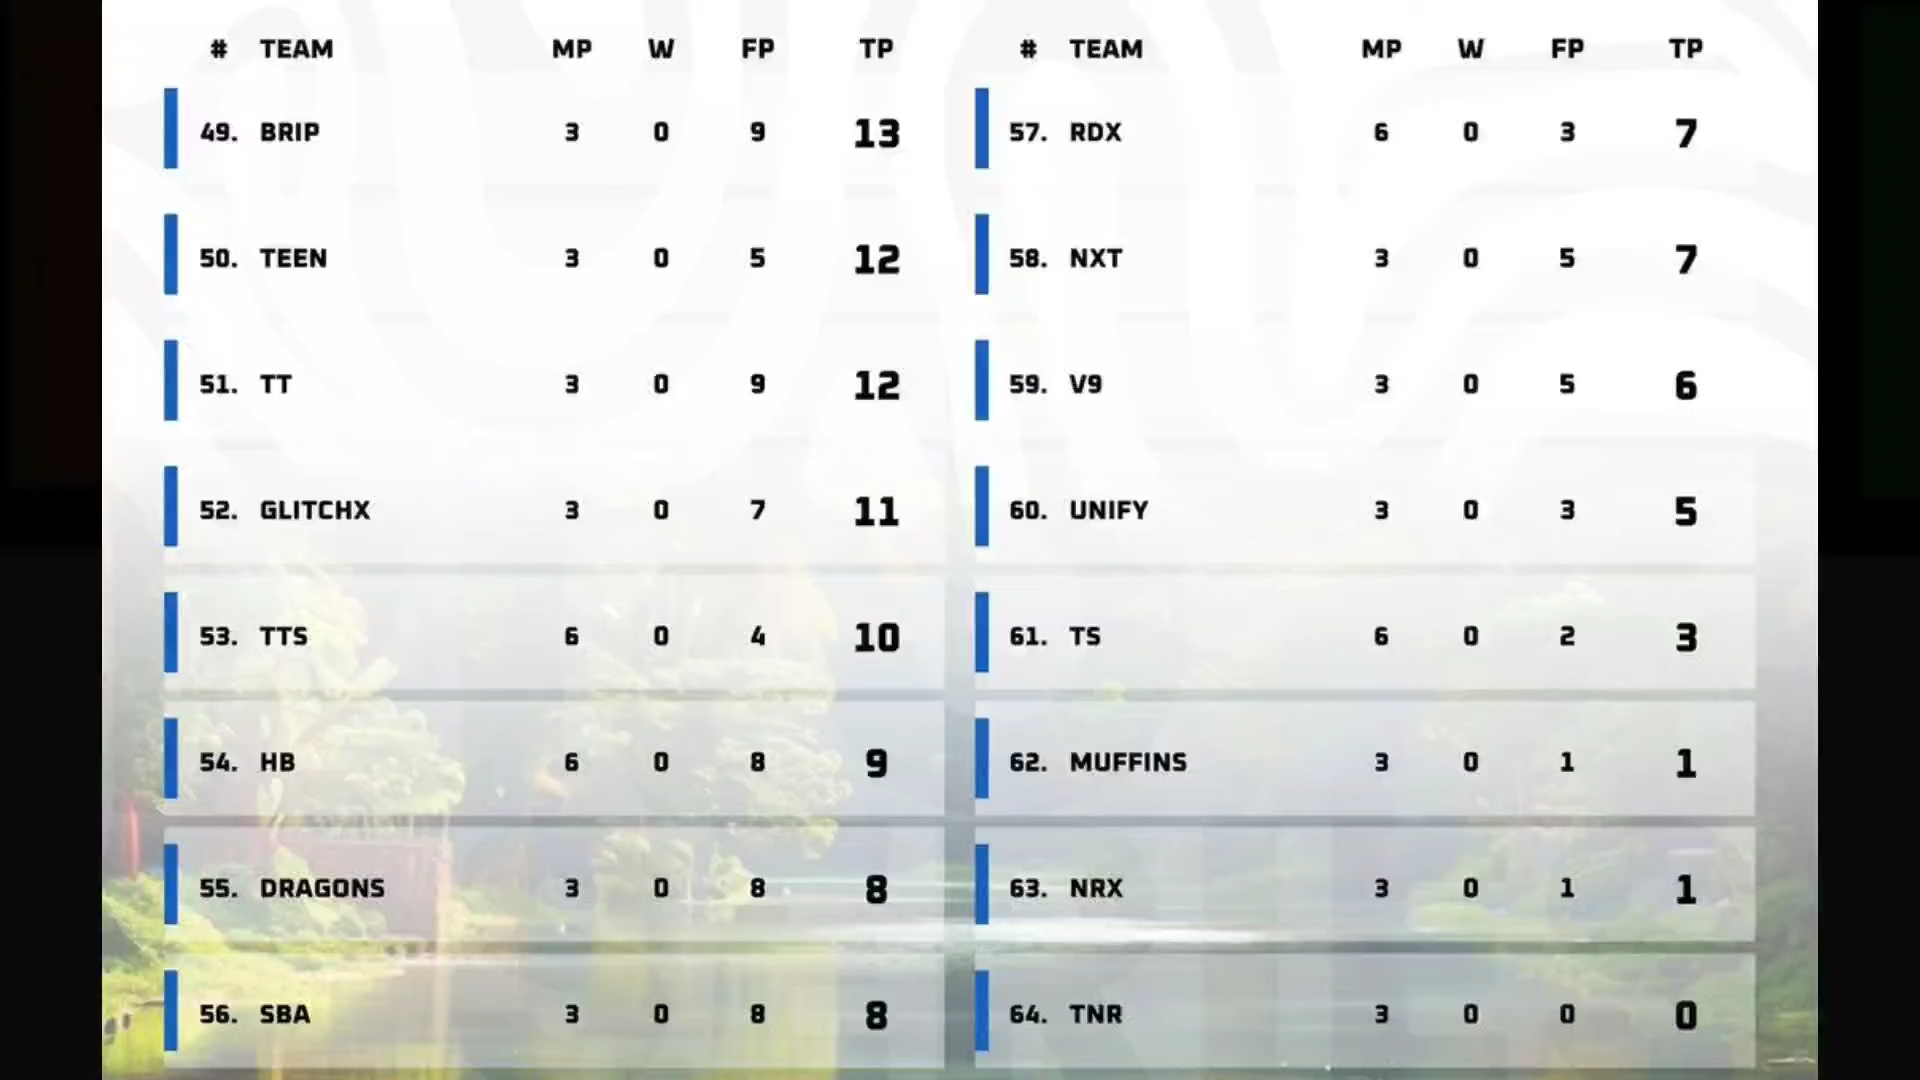 # TEAM MP W FP TP
49. BRIP 3 0 9 13
50. TEEN 3 0 5 12
51. TT 3 0 9 12
52. GLITCHX 3 0 7 11
53. TTS 6 0 4 10
54. HB 6 0 8 9
55. DRAGONS 3 0 8 8
56. SBA 3 0 8 8
# TEAM MP W FP TP
57. RDX 6 0 3 7
58. NXT 3 0 5 7
59. V9 3 0 5 6
60. UNIFY 3 0 3 5
61. TS 6 0 2 3
62. MUFFINS 3 0 1 1
63. NRX 3 0 1 1
64. TNR 3 0 0 0